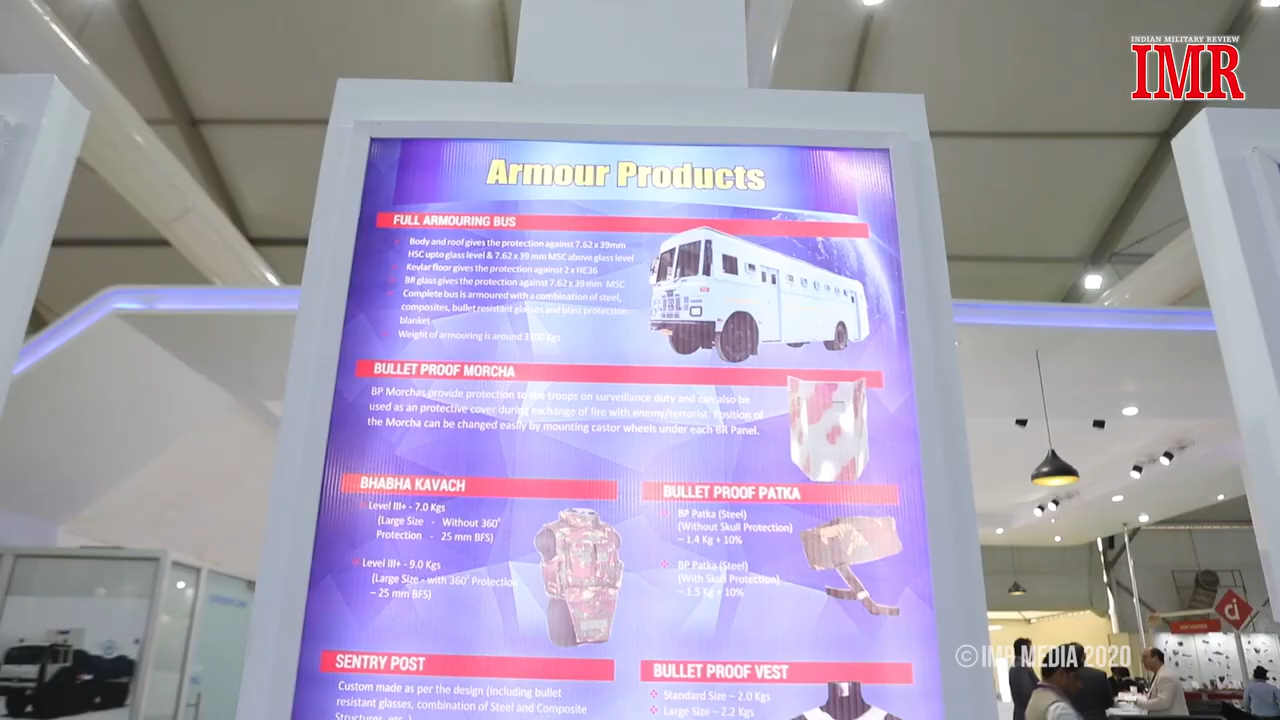 INDIAN MILITARY REVIEW
IMR
Armour Products
FULL ARMOURING BUS
Body and roof gives the protection against 7.62 x 39mm
HSC upto glass level & 7.62 x 39 mm MSC above glass level
Kevlar floor gives the protection against 2 x HE36
BR glass gives the protection against 7.62 x 39 mm MSC
Complete bus is armoured with a combination of steel,
composites, bullet resistant glasses and blast protection
blanket
Weight of armouring is around 3200 Kgs
BULLET PROOF MORCHA
BP Morchas provide protection to the troops on surveillance duty and can also be
used as an protective cover during exchange of fire with enemy/terrorist. Position of
the Morcha can be changed easily by mounting castor wheels under each BR Panel.
BHABHA KAVACH
Level III+ - 7.0 Kgs
(Large Size - Without 360°
Protection - 25 mm BFS)
Level III+ - 9.0 Kgs
(Large Size - with 360° Protection
– 25 mm BFS)
BULLET PROOF PATKA
BP Patka (Steel)
(Without Skull Protection)
– 1.4 Kg + 10%
BP Patka (Steel)
(With Skull Protection)
– 1.5 Kg + 10%
SENTRY POST
Custom made as per the design (including bullet
resistant glasses, combination of Steel and Composite
Structures, etc.)
BULLET PROOF VEST
Standard Size – 2.0 Kgs
Large Size – 2.2 Kgs
© IMR MEDIA 2020